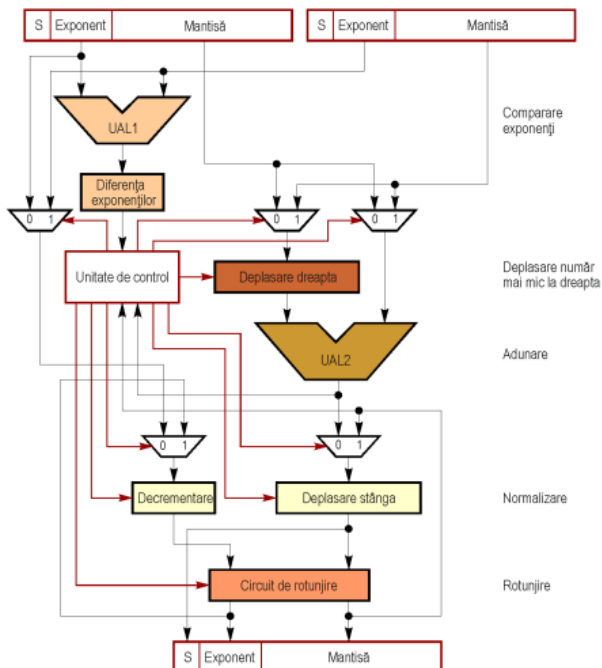 S Exponent Mantisă S Exponent Mantisă
UAL1
Comparare
exponenţi
Diferenţa
exponenţilor
0 1 0 1 0 1
Unitate de control
Deplasare dreapta
Deplasare număr
mai mic la dreapta
UAL2
Adunare
0 1 0 1
Decrementare
Deplasare stânga
Normalizare
Circuit de rotunjire
Rotunjire
S Exponent Mantisă